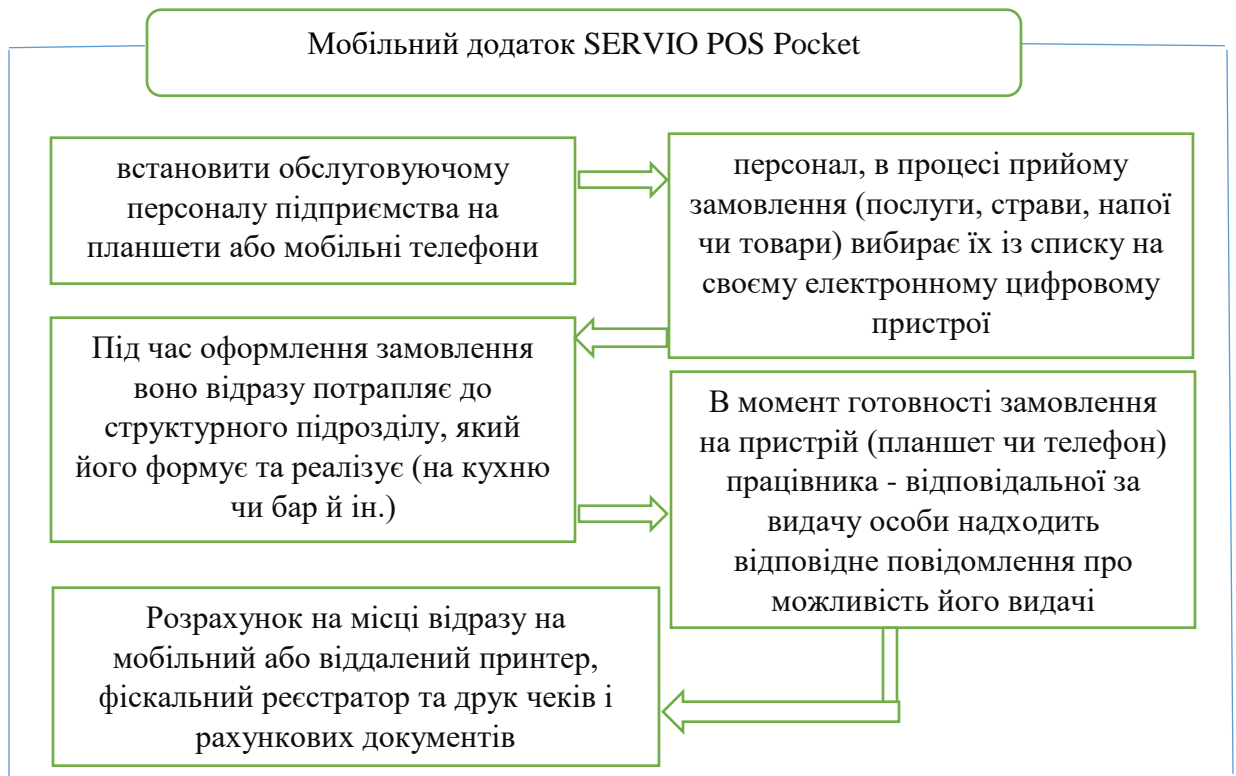 Мобільний додаток SERVIO POS Pocket
встановити обслуговуючому
персоналу підприємства на
планшети або мобільні телефони
персонал, в процесі прийому
замовлення (послуги, страви, напої
чи товари) вибирає їх із списку на
своєму електронному цифровому
пристрої
Під час оформлення замовлення
воно відразу потрапляє до
структурного підрозділу, який
його формує та реалізує (на кухню
чи бар й ін.)
В момент готовності замовлення
на пристрій (планшет чи телефон)
працівника - відповідальної за
видачу особи надходить
відповідне повідомлення про
можливість його видачі
Розрахунок на місці відразу на
мобільний або віддалений принтер,
фіскальний реєстратор та друк чеків і
рахункових документів